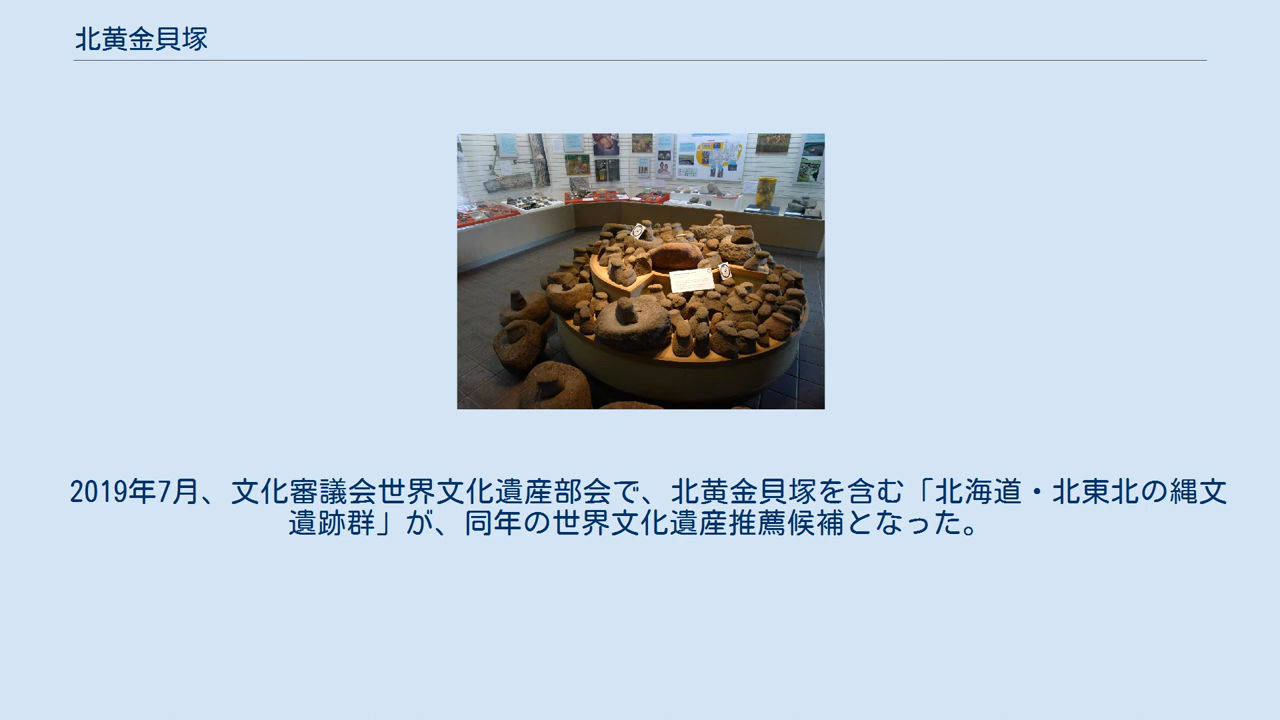 北黄金貝塚
2019年7月、文化審議会世界文化遺産部会で、北黄金貝塚を含む「北海道・北東北の縄文
遺跡群」が、同年の世界文化遺産推薦候補となった。